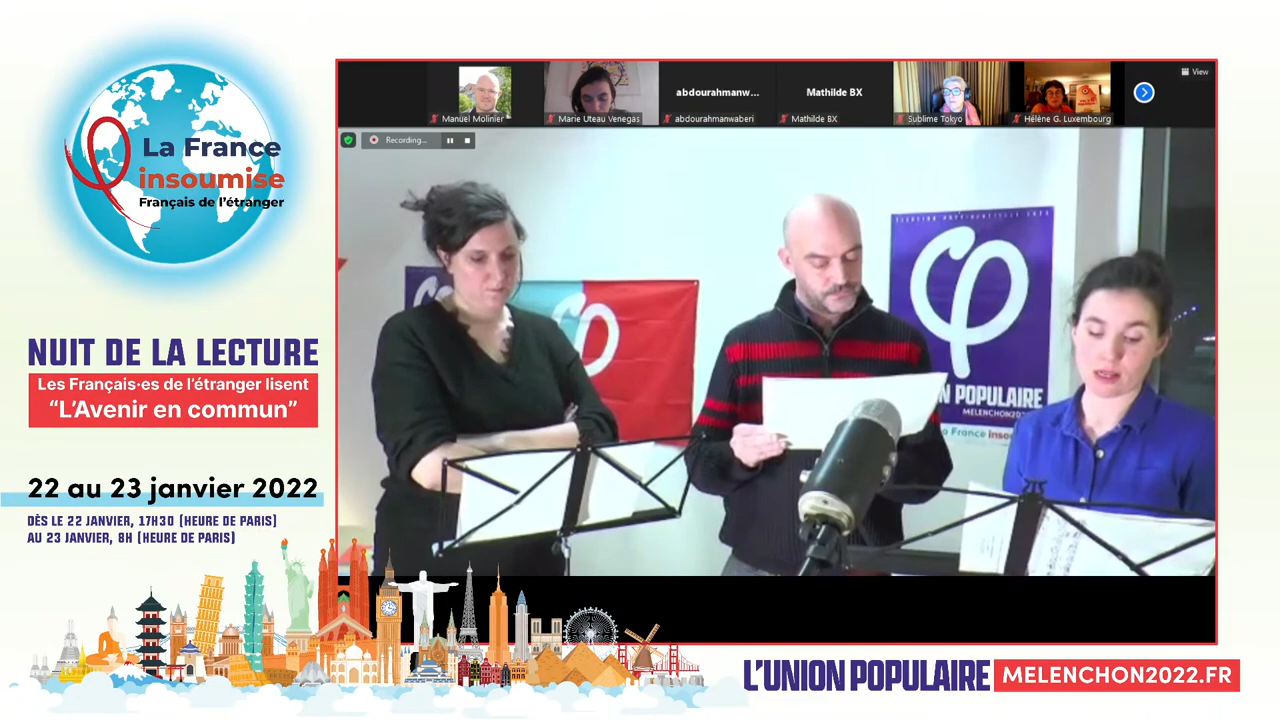 La France
insoumise
Français de l'étranger
NUIT DE LA LECTURE
Les Français·es de l'étranger lisent
“L'Avenir en commun”
22 au 23 janvier 2022
DÈS LE 22 JANVIER, 17H30 (HEURE DE PARIS)
AU 23 JANVIER, 8H (HEURE DE PARIS)
View
abdourahmanw...
Mathilde BX
Manuel Molinier
Marie Uteau Venegas
abdourahmanwaberi
Mathilde BX
Sublime Tokyo
Hélène G. Luxembourg
Recording...
N POPULAIRE
MELENCHON202
la France inso
L'UNION POPULAIRE
MELENCHON2022.FR